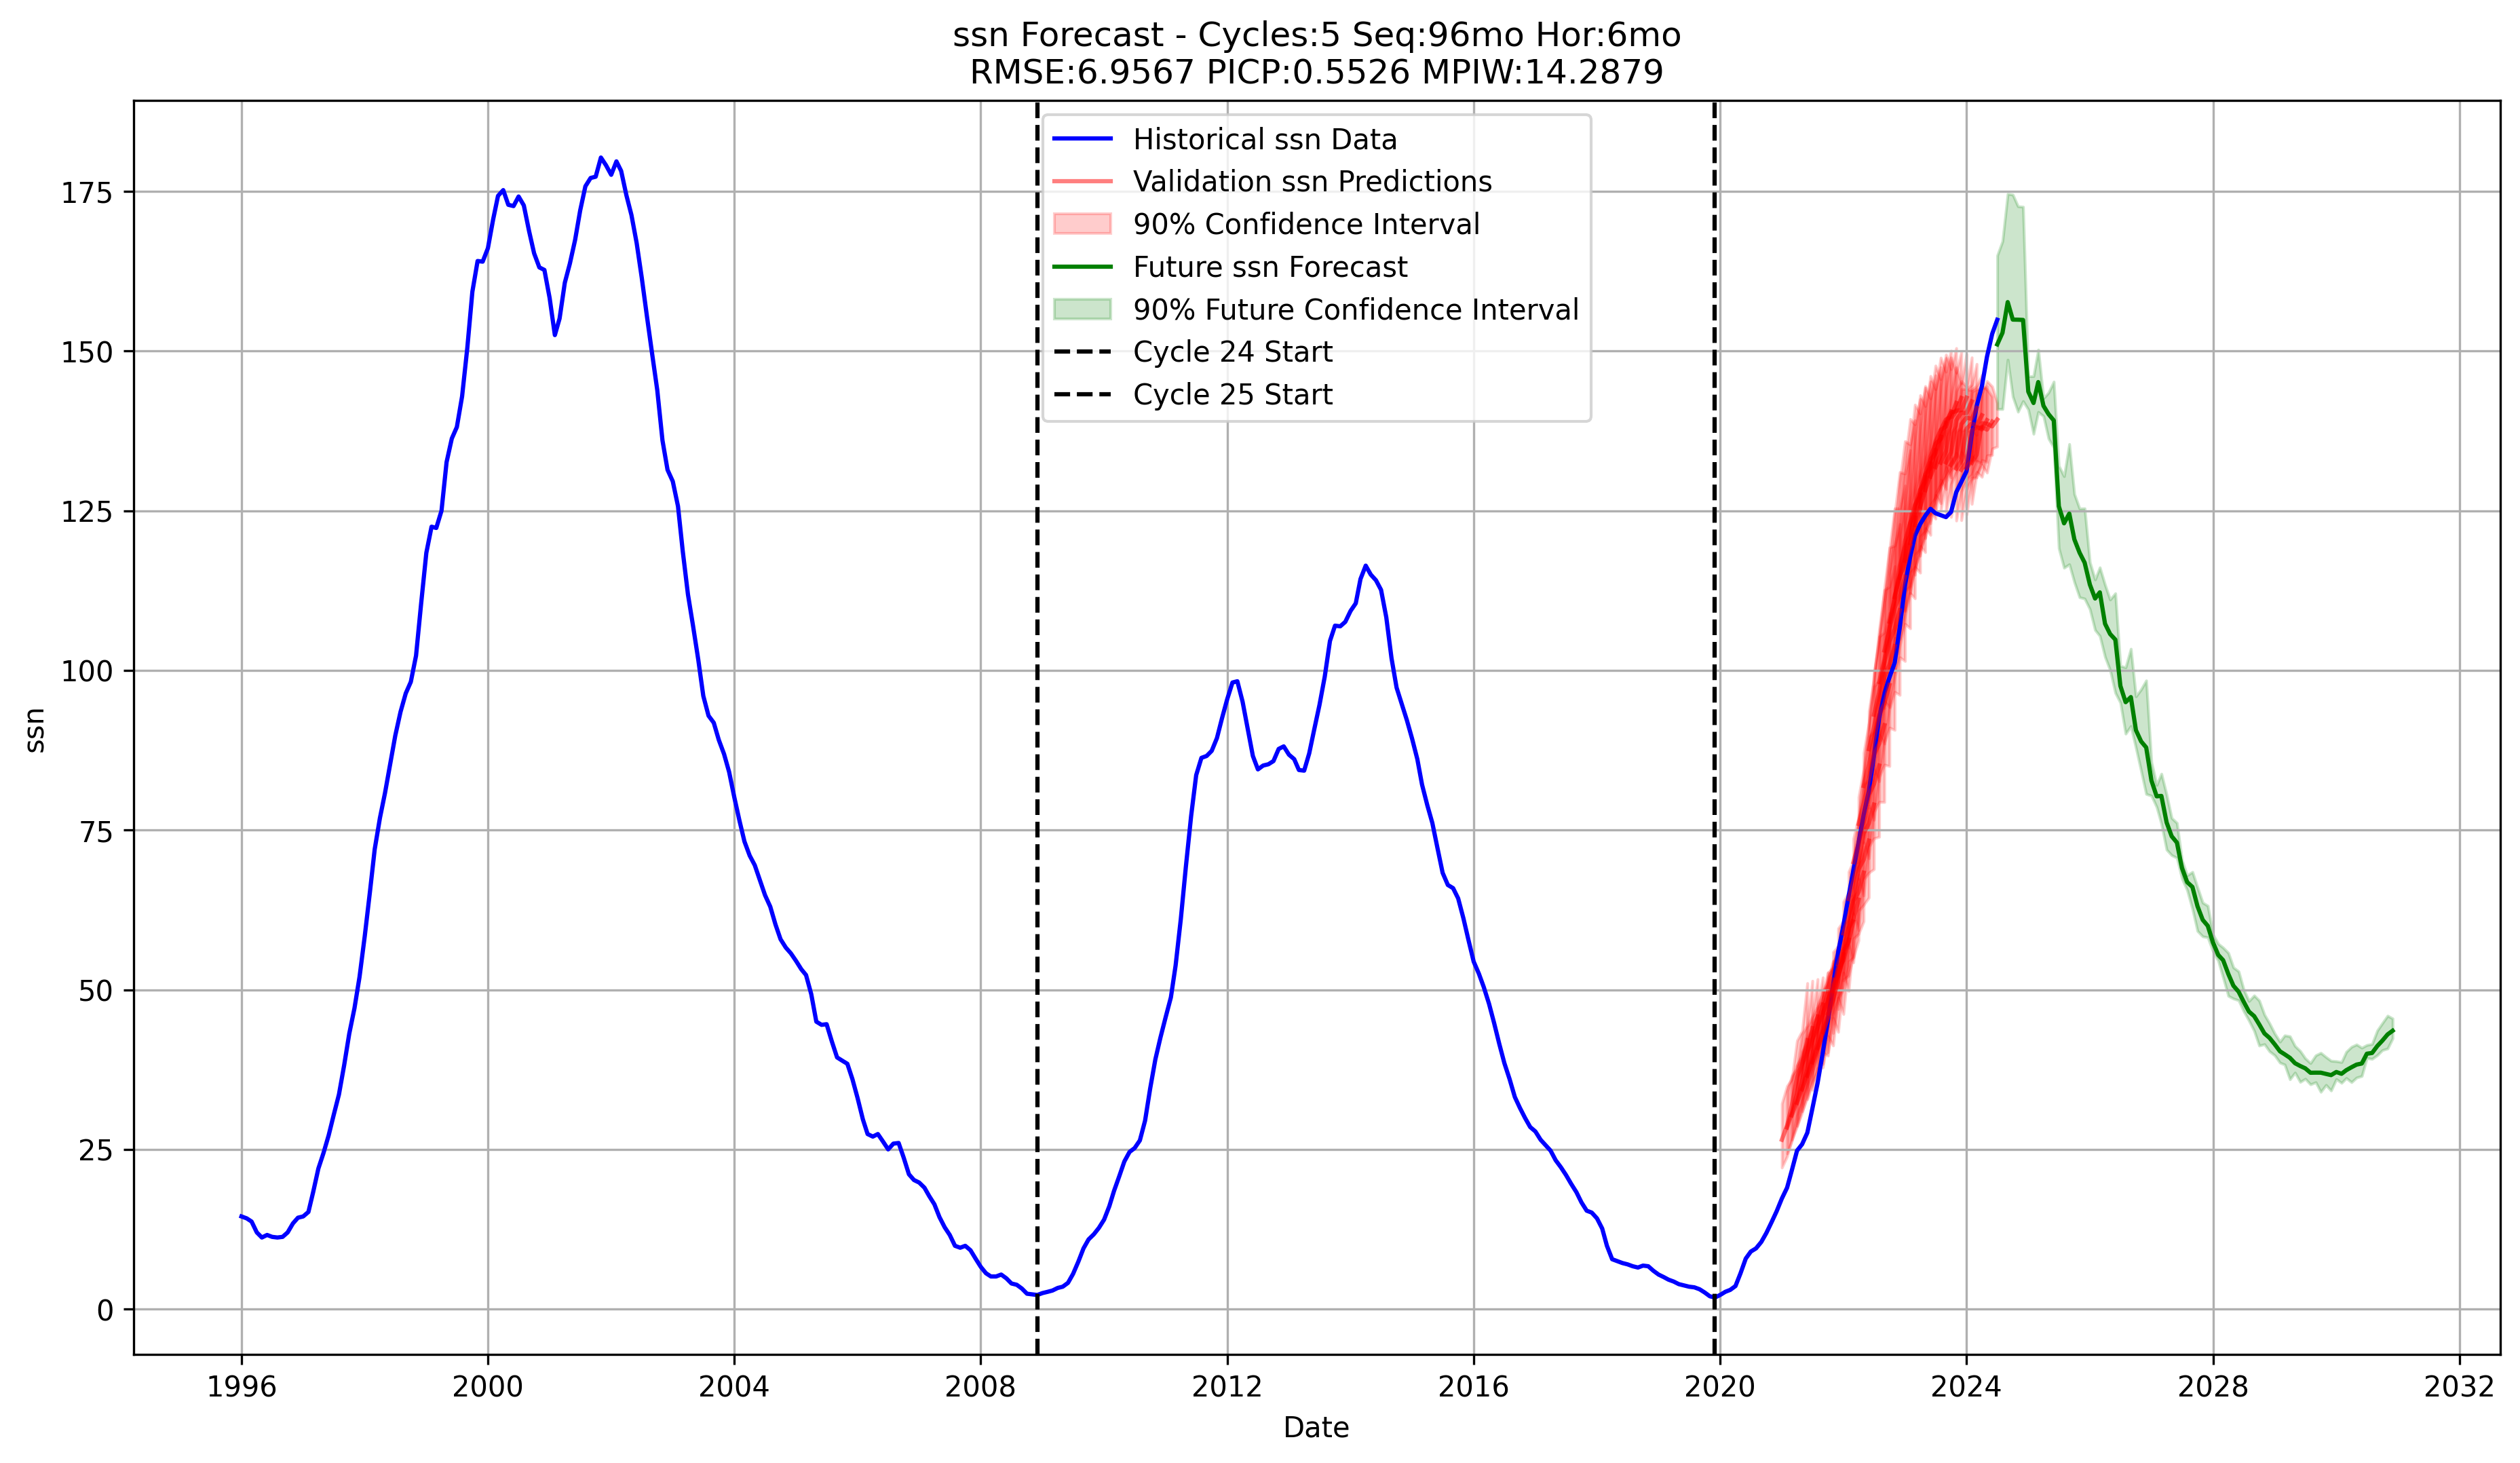 ssn Forecast - Cycles:5 Seq:96mo Hor:6mo
RMSE:6.9567 PICP:0.5526 MPIW:14.2879
Historical ssn Data
Validation ssn Predictions
90% Confidence Interval
Future ssn Forecast
90% Future Confidence Interval
Cycle 24 Start
Cycle 25 Start
175
150
125
100
75
50
25
0
ssn
1996 2000 2004 2008 2012 2016 2020 2024 2028 2032
Date